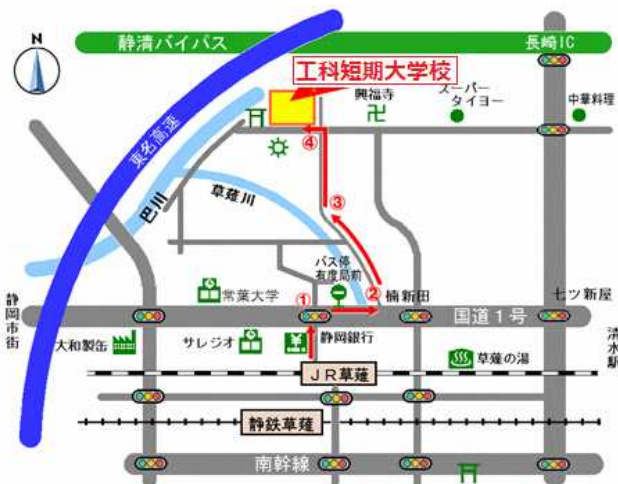 静清バイパス
長崎IC
N
工科短期大学校
興福寺
スーパー
タイヨー
中華料理
東名高速
④
巴川
草薙川
③
バス停
有度局前
静岡市街
常葉大学
①
②
楠新田
七ツ新屋
国道1号
清水駅
大和製缶
サレジオ
静岡銀行
草薙の湯
JR草薙
静鉄草薙
南幹線